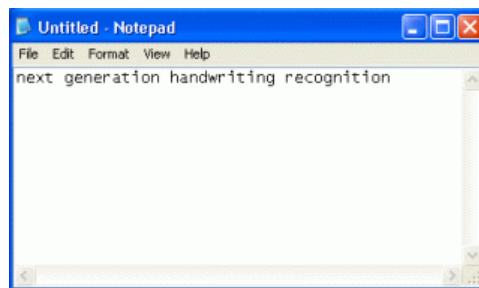 Untitled - Notepad
File Edit Format View Help
next generation handwriting recognition